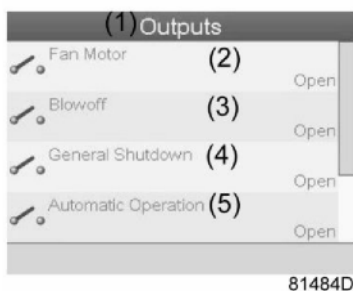 (1) Outputs
Fan Motor (2)
Open
Blowoff (3)
Open
General Shutdown (4)
Open
Automatic Operation (5)
Open
81484D